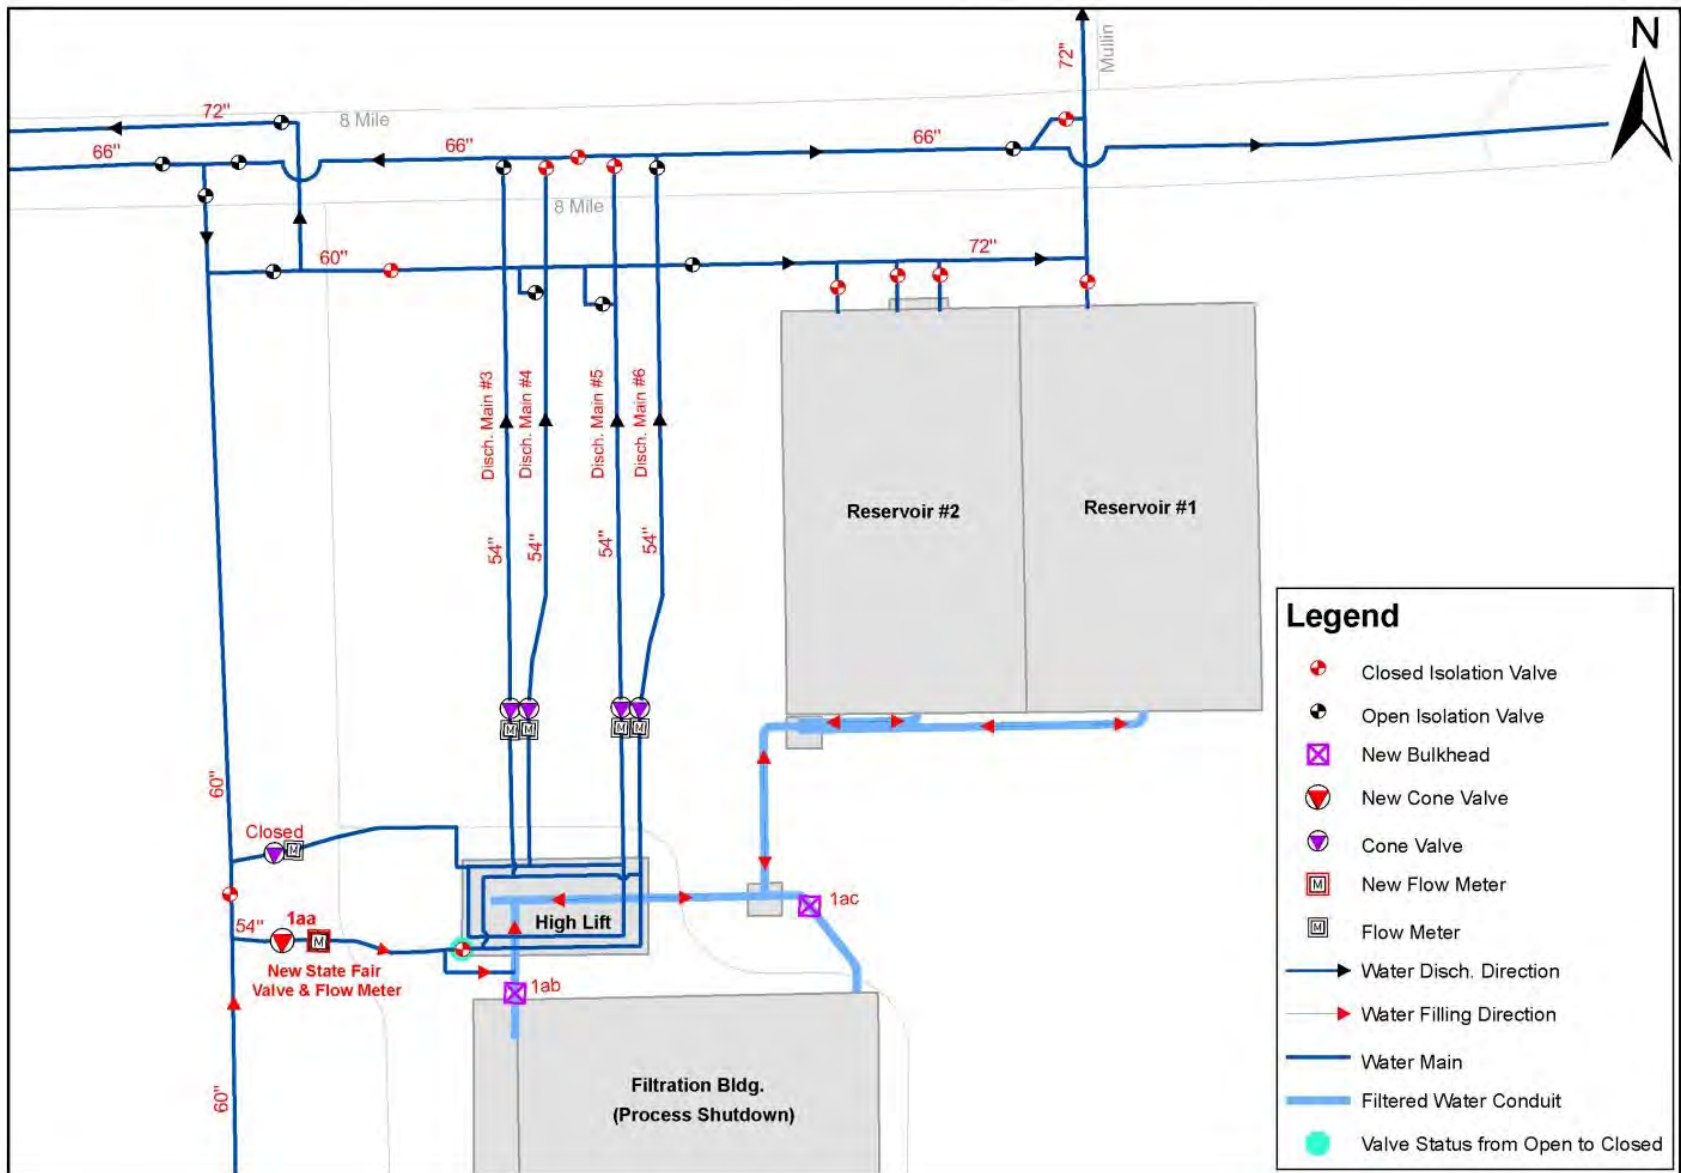 N
72"
Mullin
72"
8 Mile
66"
66"
66"
8 Mile
60"
72"
Disch. Main #3
Disch. Main #4
Disch. Main #5
Disch. Main #6
54"
54"
54"
54"
Reservoir #2
Reservoir #1
60"
Closed
M
M
M
M
M
54"
1aa
M
New State Fair
Valve & Flow Meter
High Lift
1ac
1ab
60"
Filtration Bldg.
(Process Shutdown)
Legend
Closed Isolation Valve
Open Isolation Valve
New Bulkhead
New Cone Valve
Cone Valve
M New Flow Meter
M Flow Meter
Water Disch. Direction
Water Filling Direction
Water Main
Filtered Water Conduit
Valve Status from Open to Closed